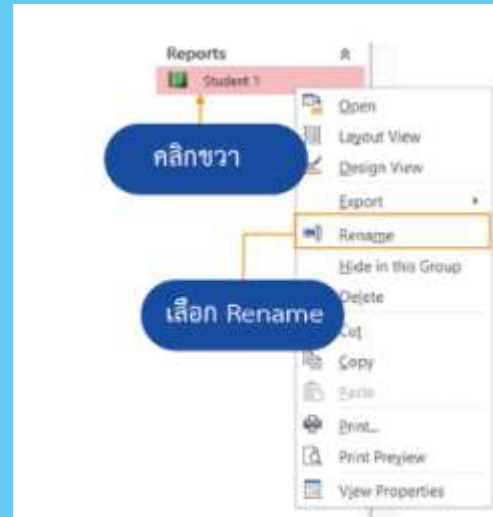 Reports
Student 1
Open
Layout View
คลิกขวา
Design View
Export
Rename
Hide in this Group
Delete
เลือก Rename
Cut
Copy
Paste
Print...
Print Preview
View Properties